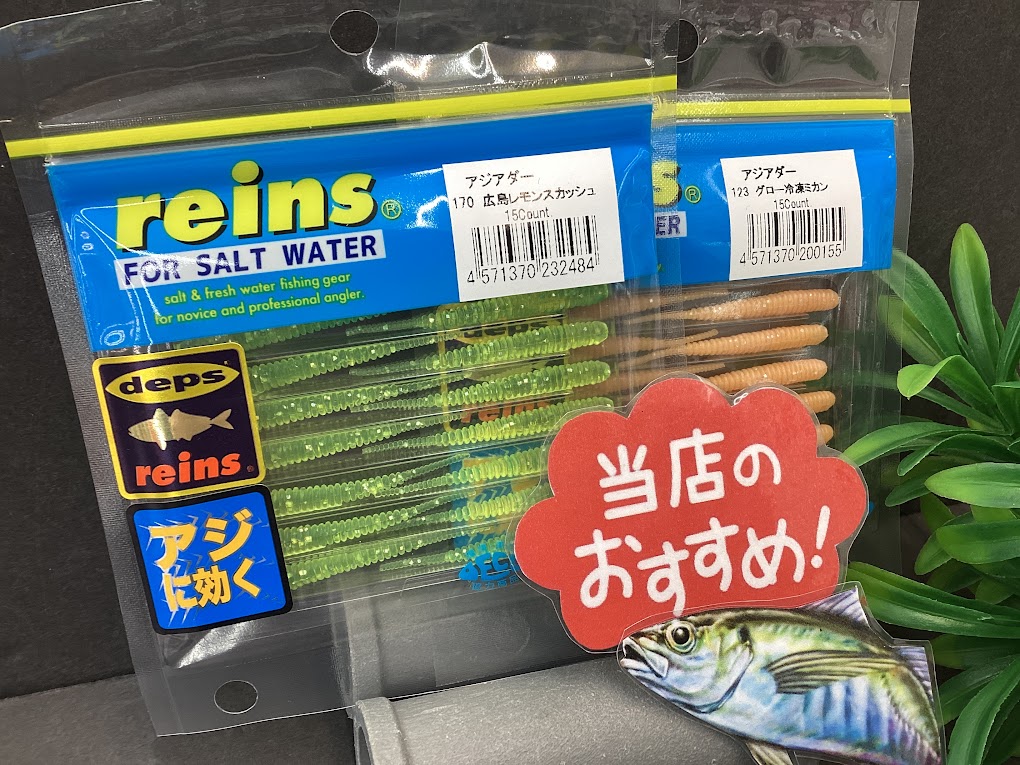 reins®
FOR SALT WATER
salt & fresh water fishing gear
for novice and professional angler.
アジアダー
170 広島レモンスカッシュ
15Count
4 571370 232484
アジアダー
123 グロー冷凍ミカン
15Count
4 571370 200155
s®
ER
deps
reins®
アジ
に効く
deps
reins
当店の
おすすめ!